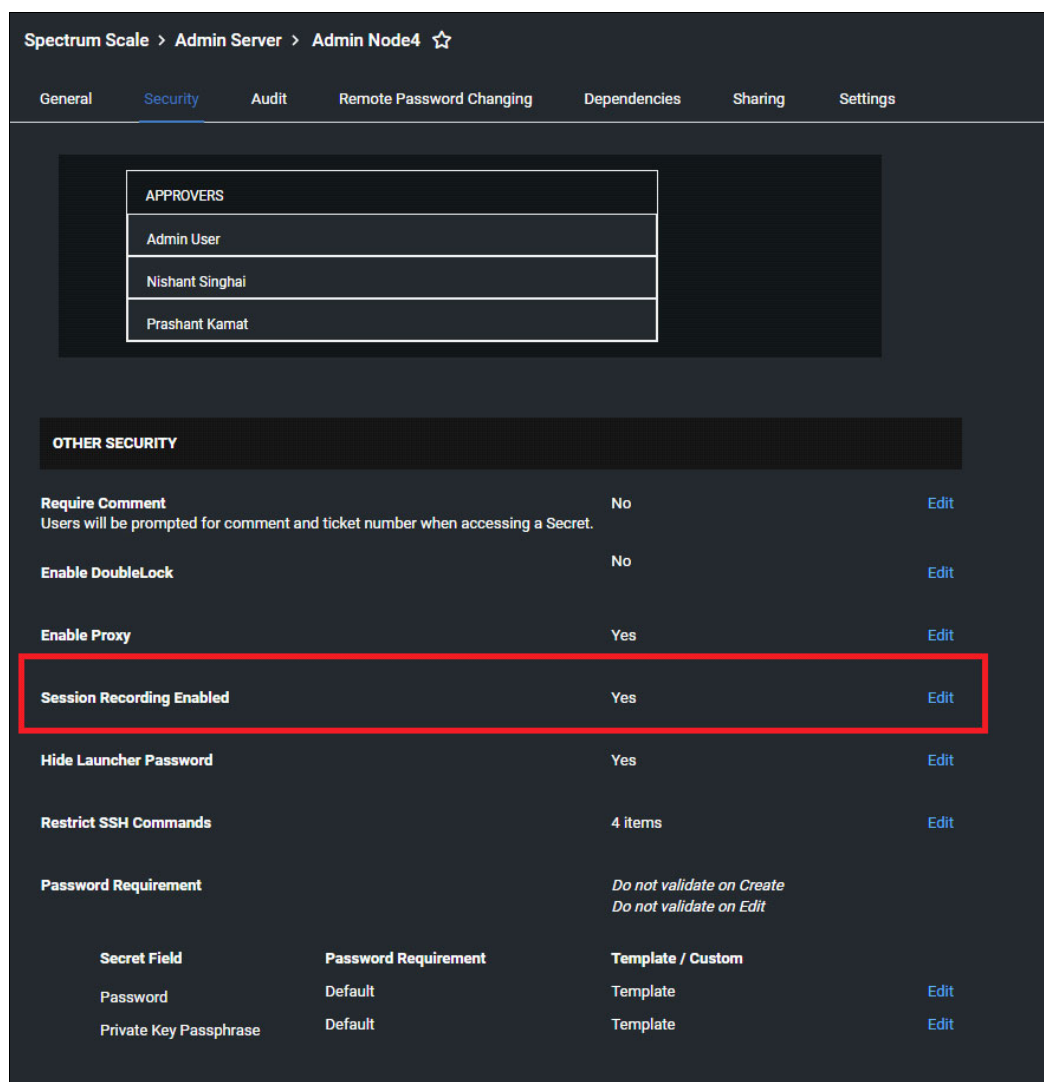 Spectrum Scale > Admin Server > Admin Node4 ☆
General Security Audit Remote Password Changing Dependencies Sharing Settings
APPROVERS
Admin User
Nishant Singhai
Prashant Kamat
OTHER SECURITY
Require Comment No Edit
Users will be prompted for comment and ticket number when accessing a Secret.
Enable DoubleLock No Edit
Enable Proxy Yes Edit
Session Recording Enabled Yes Edit
Hide Launcher Password Yes Edit
Restrict SSH Commands 4 items Edit
Password Requirement Do not validate on Create
Do not validate on Edit
Secret Field Password Requirement Template / Custom
Password Default Template Edit
Private Key Passphrase Default Template Edit